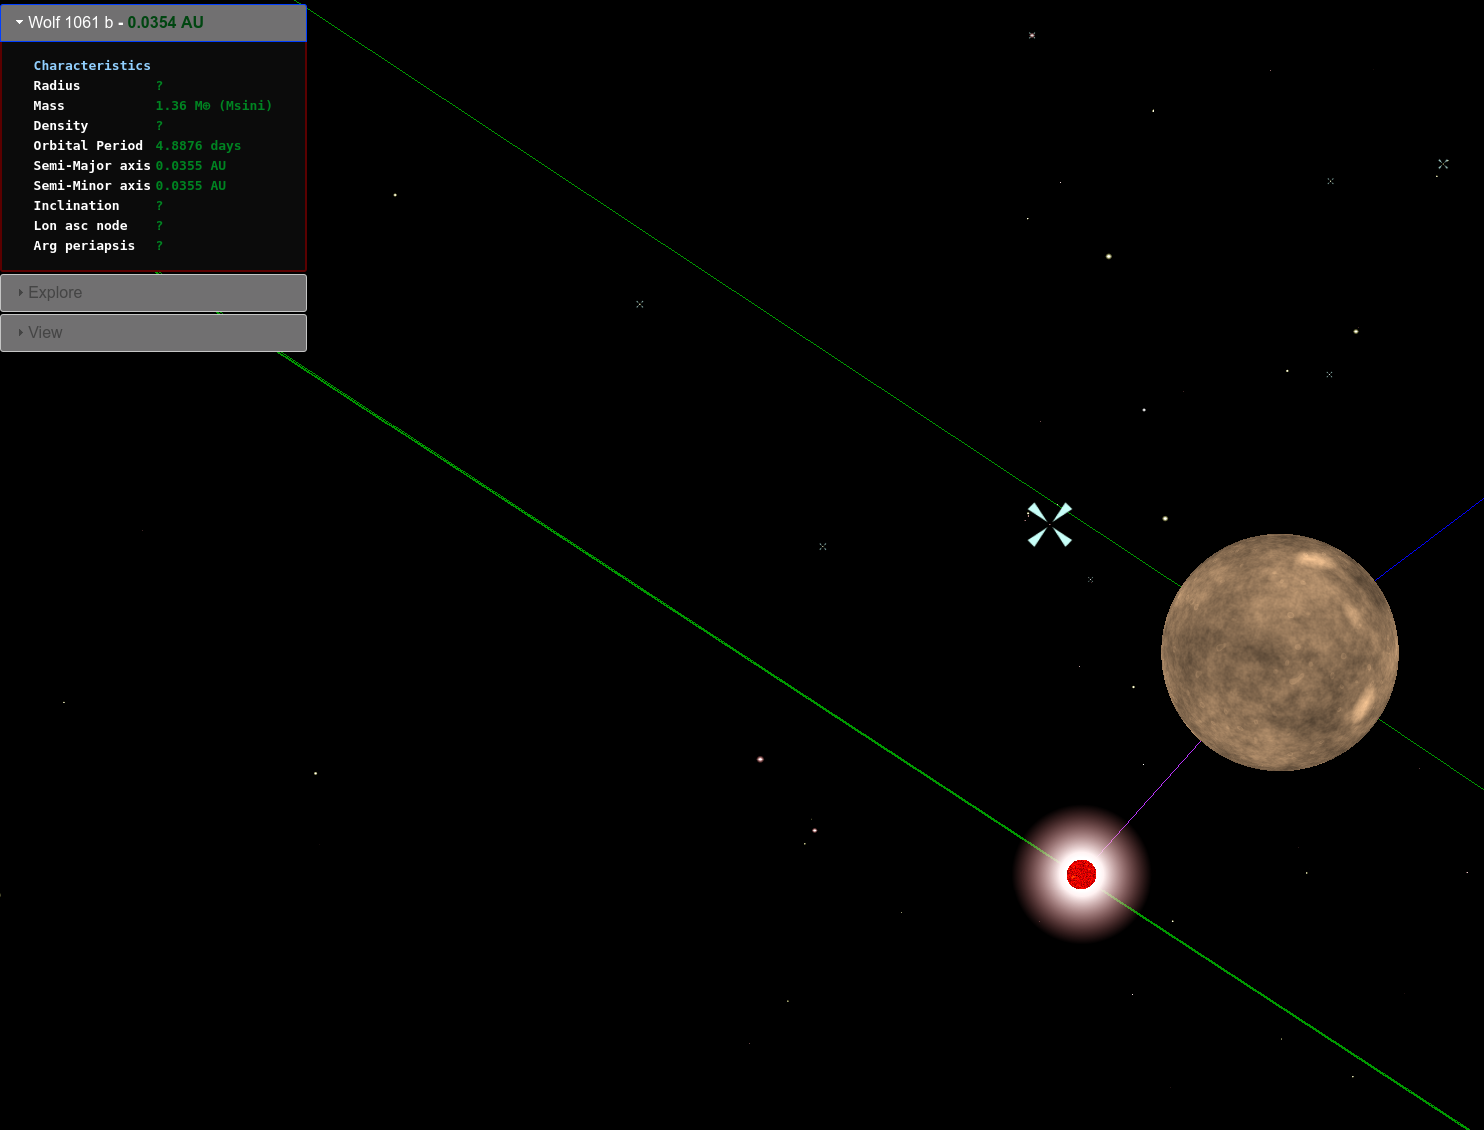 Wolf 1061 b - 0.0354 AU
Characteristics
Radius ?
Mass 1.36 M⊕ (Msini)
Density ?
Orbital Period 4.8876 days
Semi-Major axis 0.0355 AU
Semi-Minor axis 0.0355 AU
Inclination ?
Lon asc node ?
Arg periapsis ?
Explore
View